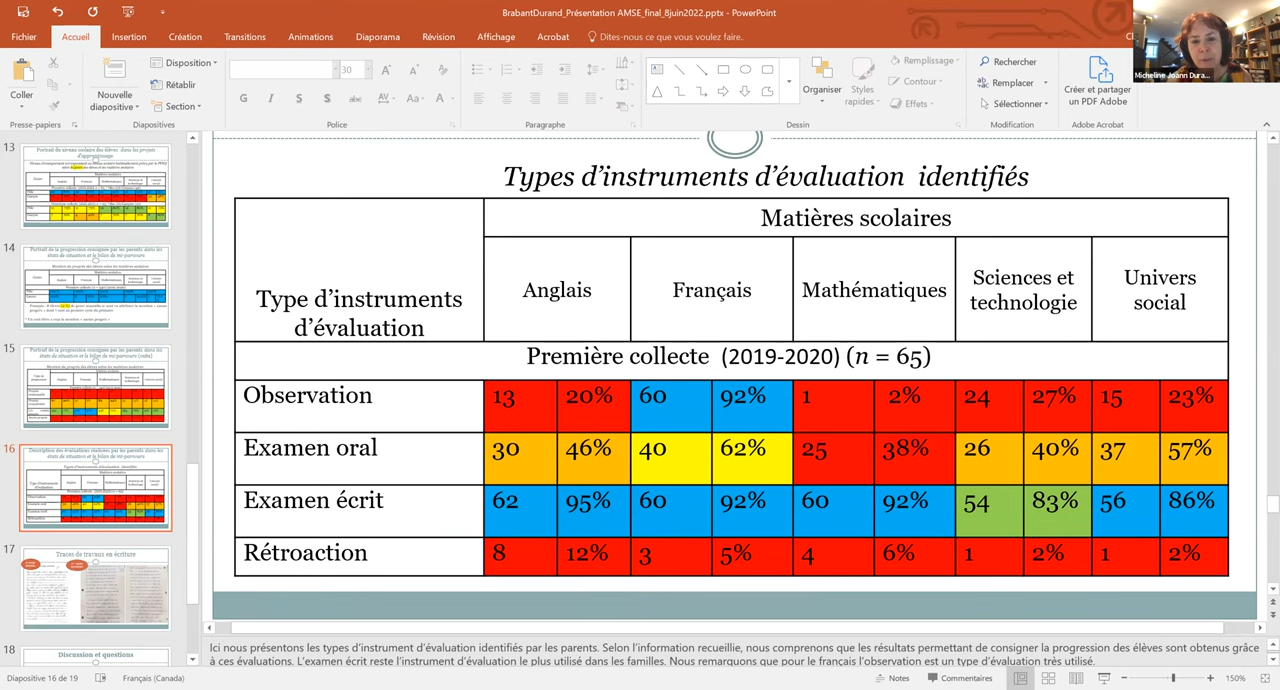 BrabantDurand_Présentation AMSE_final_8juin2022.pptx - PowerPoint
Fichier Accueil Insertion Création Transitions Animations Diaporama Révision Affichage Acrobat Dites-nous ce que vous voulez faire..
Micheline Joann Dura...
Coller
Nouvelle diapositive
Disposition
Rétablir
Section
30
G I S S abc AV Aa A
Organiser
Styles rapides
Remplissage
Contour
Effets
Rechercher
Remplacer
Sélectionner
Créer et partager un PDF Adobe
Presse-papiers Diapositives Police Paragraphe Dessin Modification Adobe Acrobat
13
14
15
16
17
Traces de travaux en écriture
18
Discussion et questions
Types d’instruments d’évaluation identifiés
Type d’instruments d’évaluation
Matières scolaires
Anglais Français Mathématiques Sciences et technologie Univers social
Première collecte (2019-2020) (n = 65)
Observation 13 20% 60 92% 1 2% 24 27% 15 23%
Examen oral 30 46% 40 62% 25 38% 26 40% 37 57%
Examen écrit 62 95% 60 92% 60 92% 54 83% 56 86%
Rétroaction 8 12% 3 5% 4 6% 1 2% 1 2%
Ici nous présentons les types d’instrument d’évaluation identifiés par les parents. Selon l’information recueillie, nous comprenons que les résultats permettant de consigner la progression des élèves sont obtenus grâce
à ces évaluations. L’examen écrit reste l’instrument d’évaluation le plus utilisé dans les familles. Nous remarquons que pour le français l’observation est un type d’évaluation très utilisé.
Diapositive 16 de 19 Français (Canada) Notes Commentaires 150%